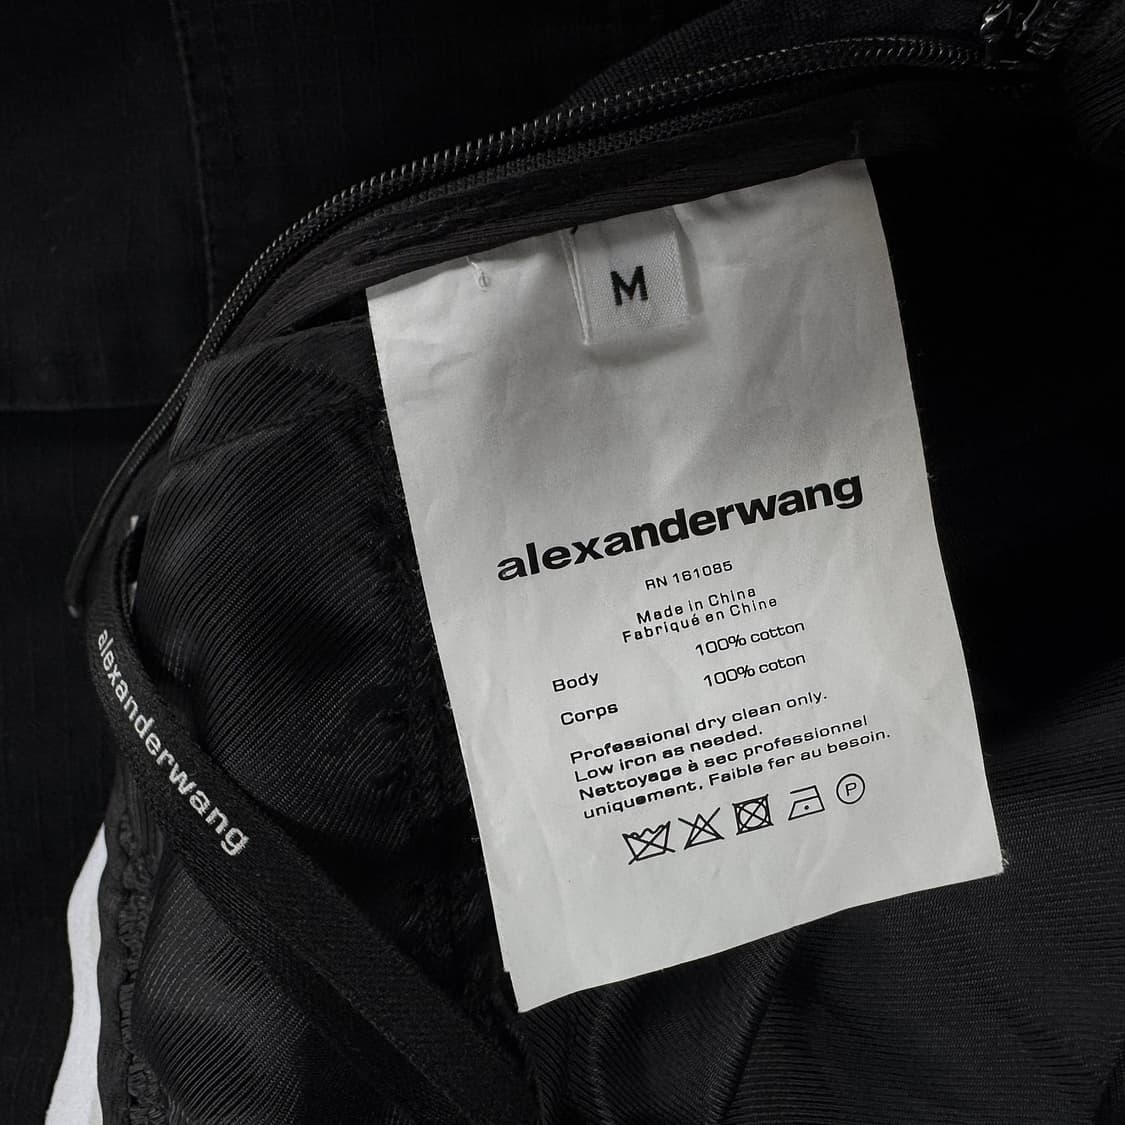 M
alexanderwang
RN 161085
Made in China
Fabriqué en Chine
100% cotton
Body
100% coton
Corps
Professional dry clean only.
Low iron as needed.
Nettoyage à sec professionnel
uniquement. Faible fer au besoin.
P
alexanderwang